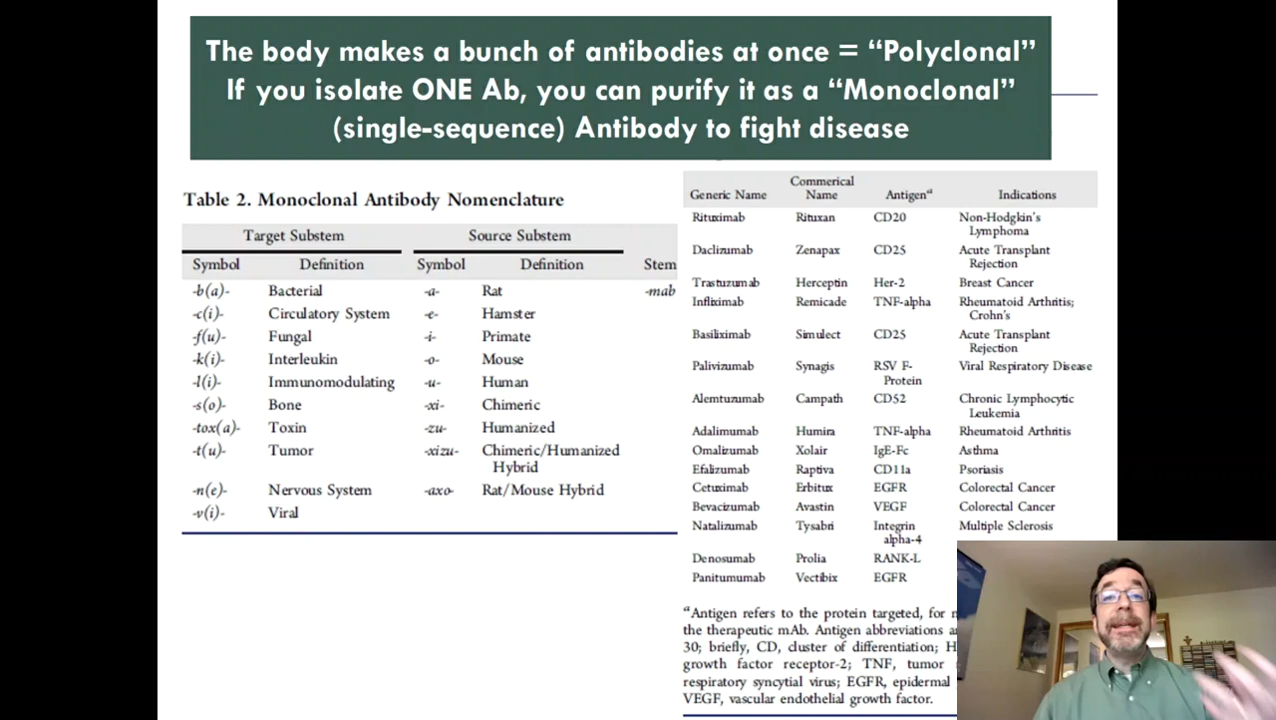 The body makes a bunch of antibodies at once = “Polyclonal”
If you isolate ONE Ab, you can purify it as a “Monoclonal”
(single-sequence) Antibody to fight disease
Table 2. Monoclonal Antibody Nomenclature
Target Substem Source Substem
Symbol Definition Symbol Definition Stem
-b(a)- Bacterial -a- Rat -mab
-c(i)- Circulatory System -e- Hamster
-f(u)- Fungal -i- Primate
-k(i)- Interleukin -o- Mouse
-l(i)- Immunomodulating -u- Human
-s(o)- Bone -xi- Chimeric
-tox(a)- Toxin -zu- Humanized
-t(u)- Tumor -xizu- Chimeric/Humanized
Hybrid
-n(e)- Nervous System -axo- Rat/Mouse Hybrid
-v(i)- Viral
Commerical
Generic Name Name Antigenᵃ Indications
Rituximab Rituxan CD20 Non-Hodgkin's
Lymphoma
Daclizumab Zenapax CD25 Acute Transplant
Rejection
Trastuzumab Herceptin Her-2 Breast Cancer
Infliximab Remicade TNF-alpha Rheumatoid Arthritis;
Crohn's
Basiliximab Simulect CD25 Acute Transplant
Rejection
Palivizumab Synagis RSV F- Viral Respiratory Disease
Protein
Alemtuzumab Campath CD52 Chronic Lymphocytic
Leukemia
Adalimumab Humira TNF-alpha Rheumatoid Arthritis
Omalizumab Xolair IgE-Fc Asthma
Efalizumab Raptiva CD11a Psoriasis
Cetuximab Erbitux EGFR Colorectal Cancer
Bevacizumab Avastin VEGF Colorectal Cancer
Natalizumab Tysabri Integrin Multiple Sclerosis
alpha-4
Denosumab Prolia RANK-L
Panitumumab Vectibix EGFR
ᵃAntigen refers to the protein targeted, for
the therapeutic mAb. Antigen abbreviations
30; briefly, CD, cluster of differentiation;
growth factor receptor-2; TNF, tumor
respiratory syncytial virus; EGFR, epidermal
VEGF, vascular endothelial growth factor.